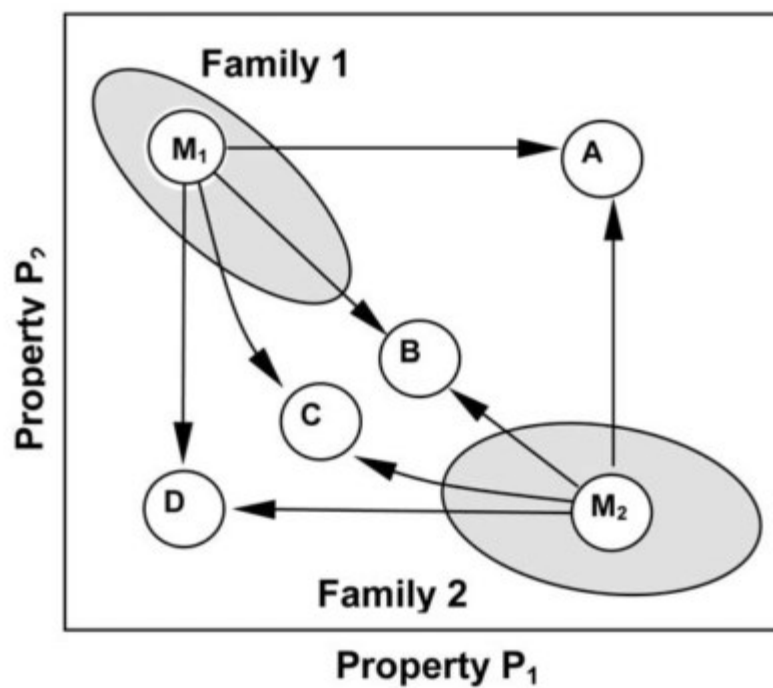 Family 1
M₁
A
Property P₂
B
C
D
M₂
Family 2
Property P₁